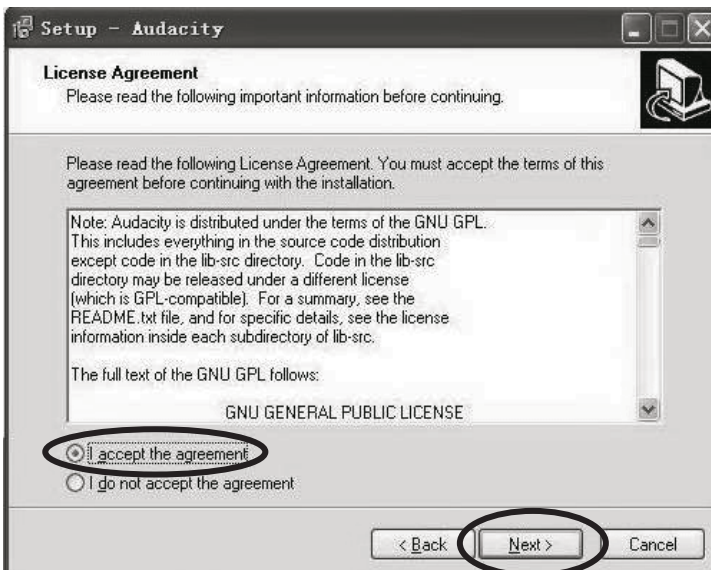 Setup - Audacity
License Agreement
Please read the following important information before continuing.
Please read the following License Agreement. You must accept the terms of this
agreement before continuing with the installation.
Note: Audacity is distributed under the terms of the GNU GPL.
This includes everything in the source code distribution
except code in the lib-src directory. Code in the lib-src
directory may be released under a different license
(which is GPL-compatible). For a summary, see the
README.txt file, and for specific details, see the license
information inside each subdirectory of lib-src.
The full text of the GNU GPL follows:
GNU GENERAL PUBLIC LICENSE
I accept the agreement
I do not accept the agreement
< Back
Next >
Cancel